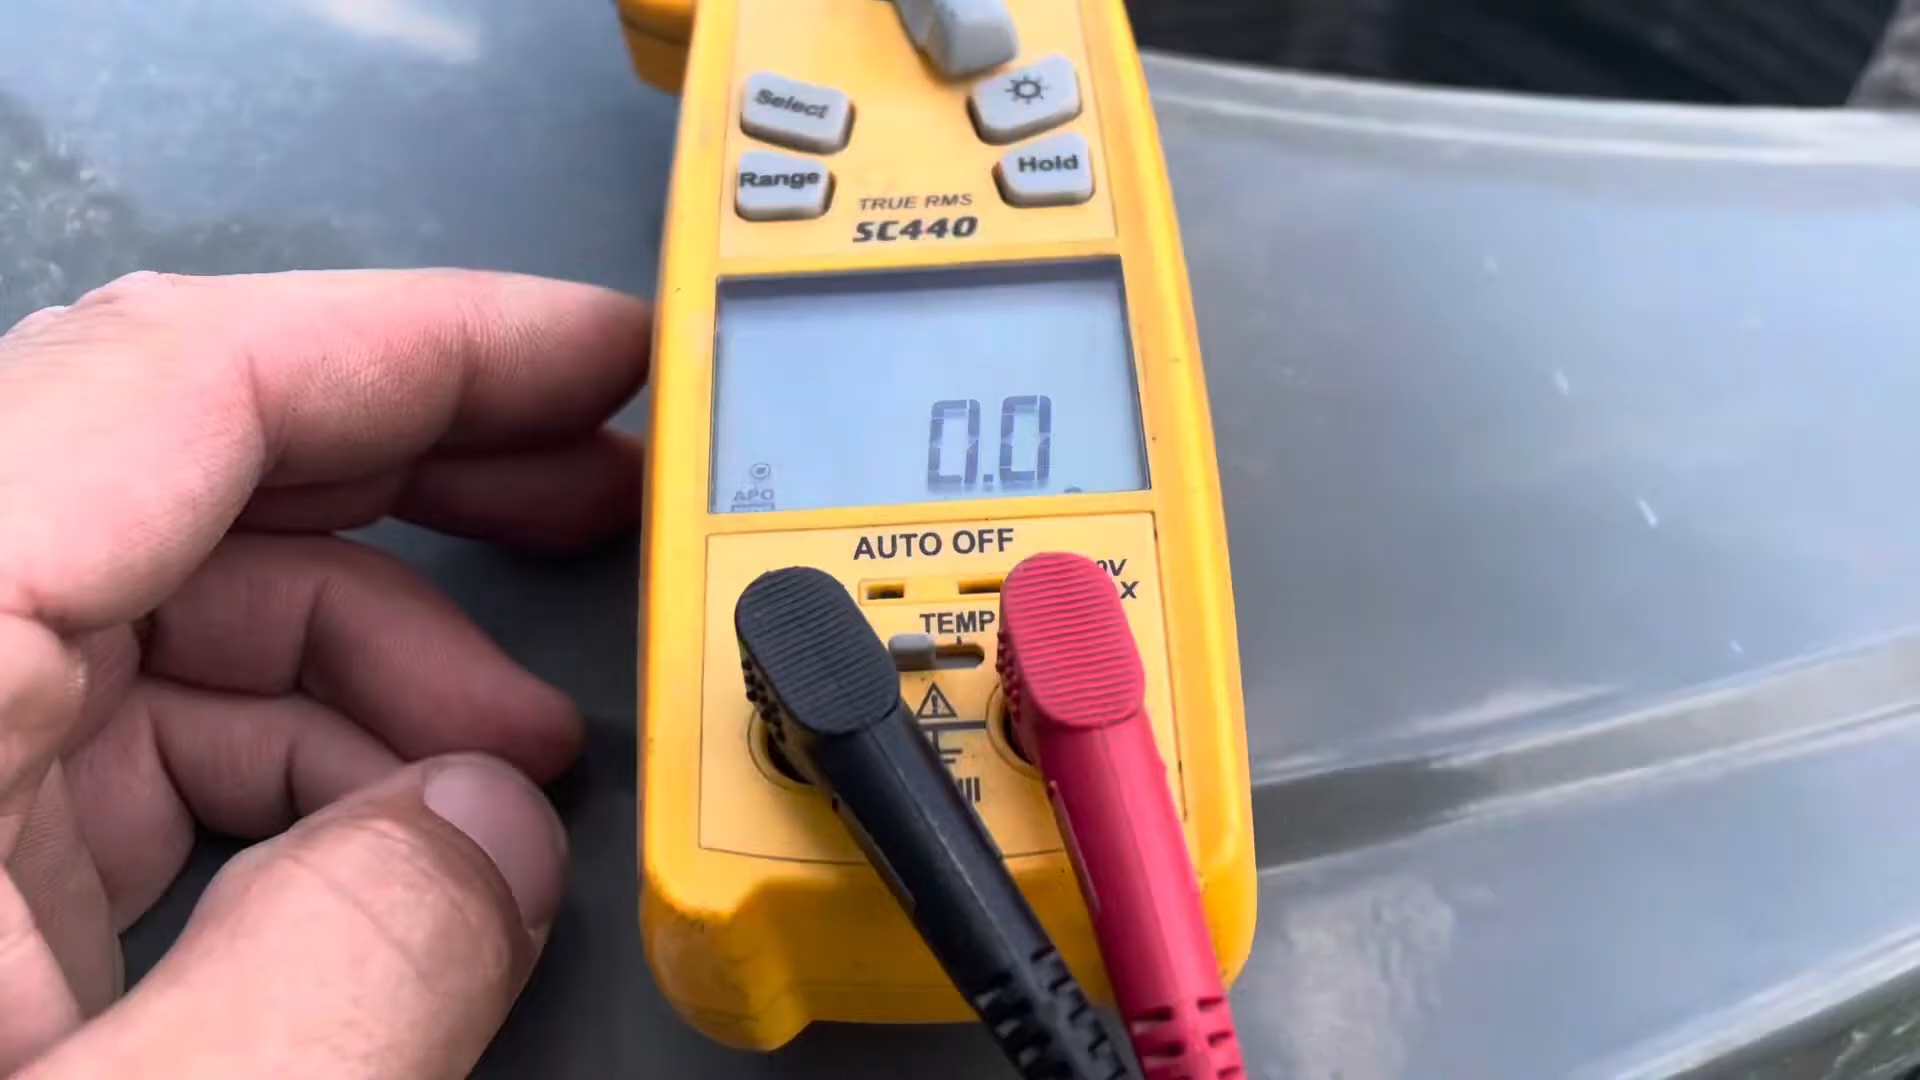 Select
Range
Hold
TRUE RMS
SC440
0.0
APO
AUTO OFF
TEMP